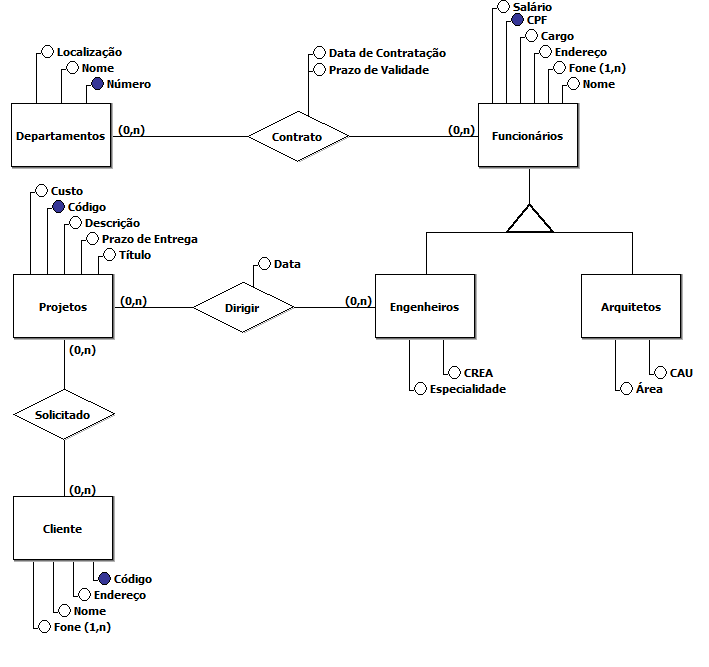 Salário
CPF
Cargo
Endereço
Fone (1,n)
Nome
Localização
Nome
Número
Data de Contratação
Prazo de Validade
Departamentos
(0,n)
Contrato
(0,n)
Funcionários
Custo
Código
Descrição
Prazo de Entrega
Título
Data
Projetos
(0,n)
Dirigir
(0,n)
Engenheiros
Arquitetos
(0,n)
CREA
Especialidade
CAU
Área
Solicitado
(0,n)
Cliente
Código
Endereço
Nome
Fone (1,n)